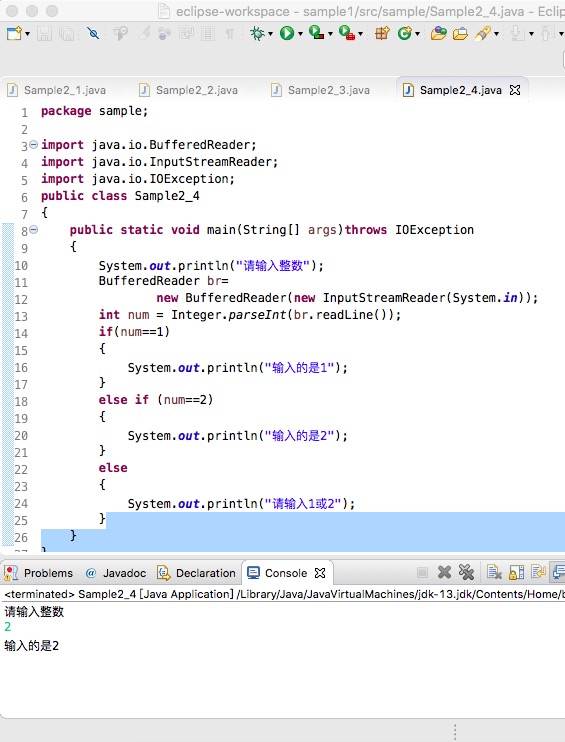 eclipse-workspace - sample1/src/sample/Sample2_4.java - Eclip
Sample2_1.java Sample2_2.java Sample2_3.java Sample2_4.java
1 package sample;
2
3 import java.io.BufferedReader;
4 import java.io.InputStreamReader;
5 import java.io.IOException;
6 public class Sample2_4
7 {
8 public static void main(String[] args)throws IOException
9 {
10 System.out.println("请输入整数");
11 BufferedReader br=
12 new BufferedReader(new InputStreamReader(System.in));
13 int num = Integer.parseInt(br.readLine());
14 if(num==1)
15 {
16 System.out.println("输入的是1");
17 }
18 else if (num==2)
19 {
20 System.out.println("输入的是2");
21 }
22 else
23 {
24 System.out.println("请输入1或2");
25 }
26 }
27 }
Problems @ Javadoc Declaration Console
<terminated> Sample2_4 [Java Application] /Library/Java/JavaVirtualMachines/jdk-13.jdk/Contents/Home/b
请输入整数
2
输入的是2